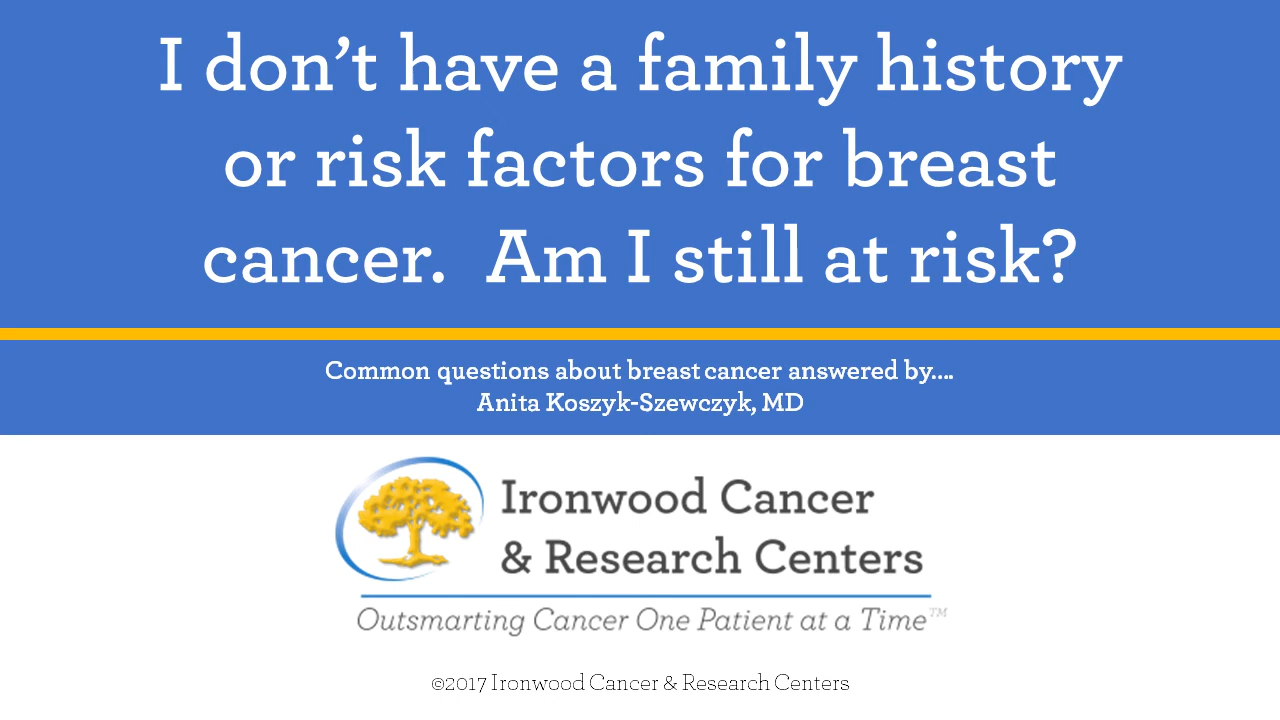 I don’t have a family history
or risk factors for breast
cancer.  Am I still at risk?
Common questions about breast cancer answered by....
Anita Koszyk-Szewczyk, MD
Ironwood Cancer
& Research Centers
Outsmarting Cancer One Patient at a Time™
©2017 Ironwood Cancer & Research Centers